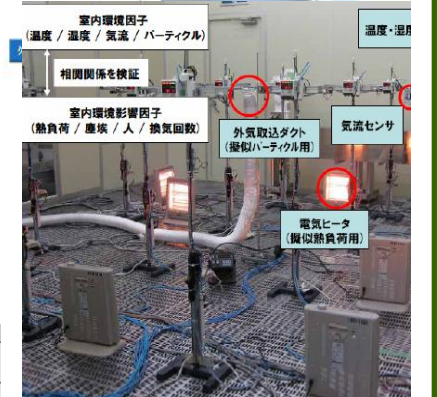 室内環境因子
(温度 / 湿度 / 気流 / パーティクル)
温度・湿度
相関関係を検証
室内環境影響因子
(熱負荷 / 塵埃 / 人 / 換気回数)
外気取込ダクト
(擬似パーティクル用)
気流センサ
電気ヒータ
(擬似熱負荷用)